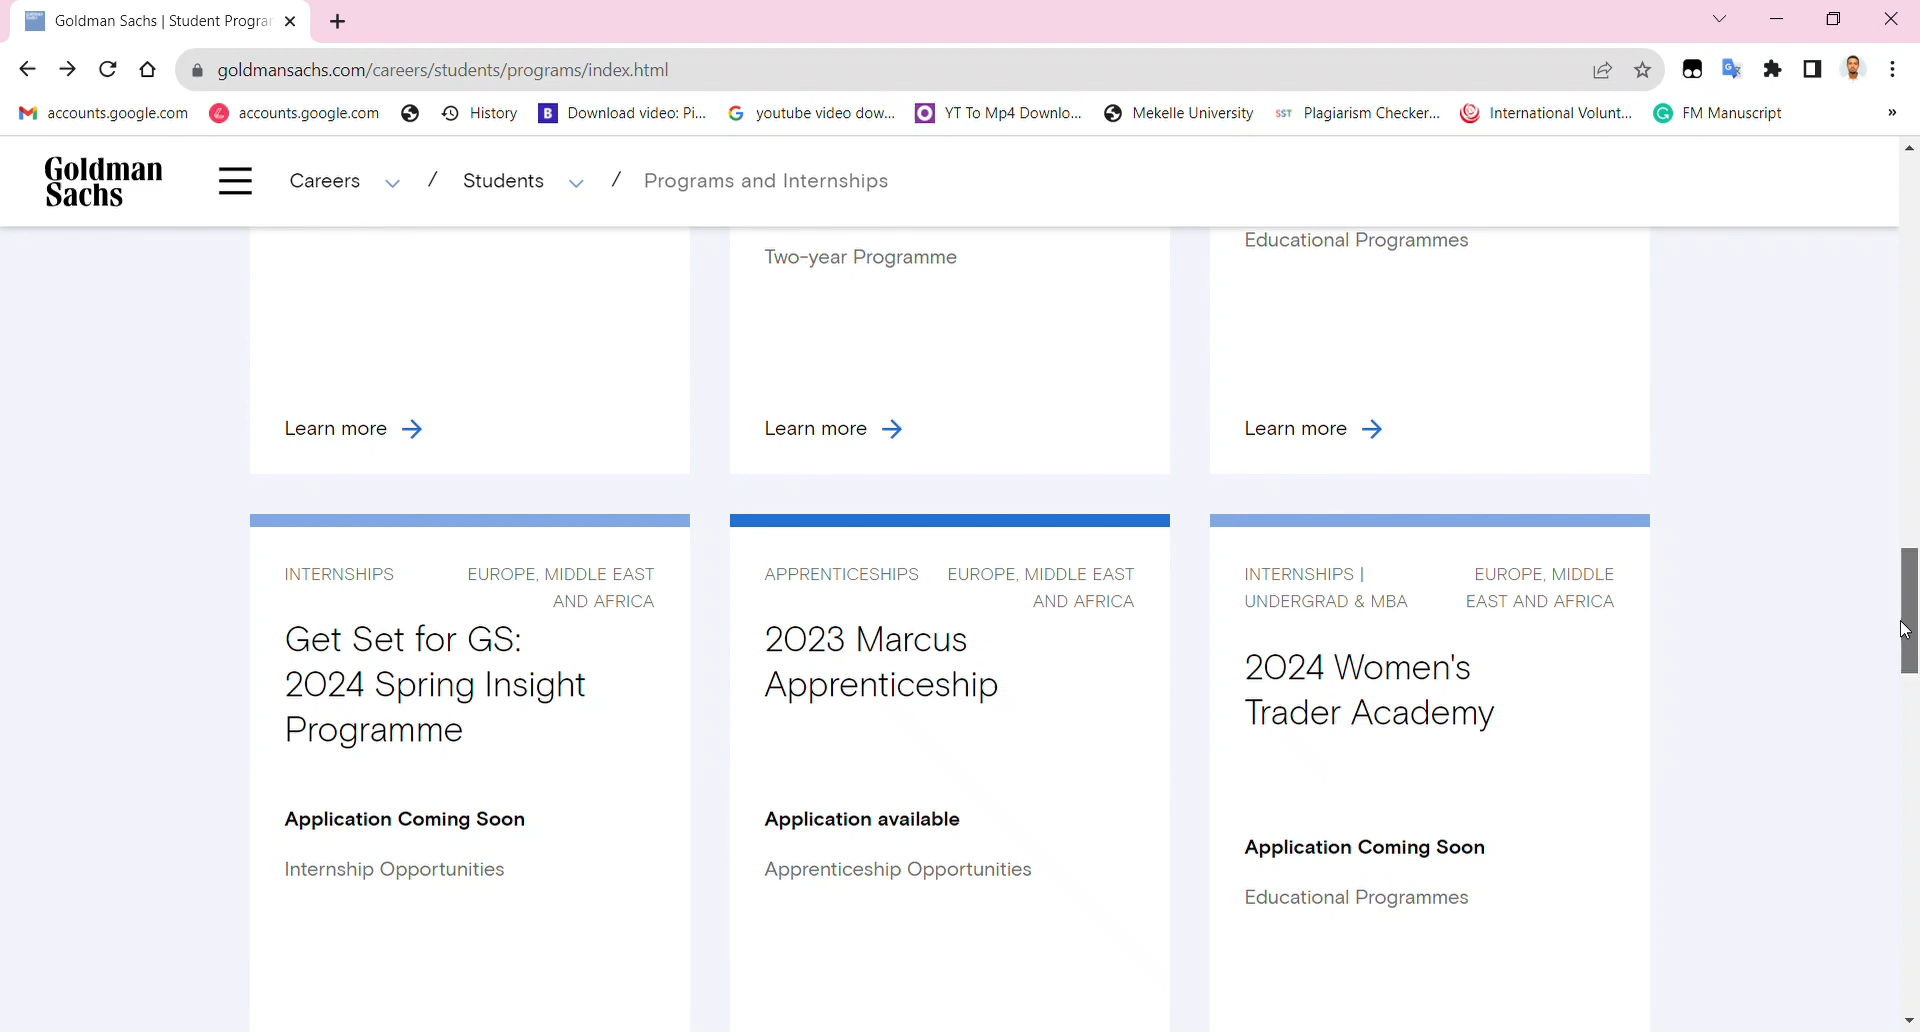 Goldman Sachs | Student Progra
goldmansachs.com/careers/students/programs/index.html
accounts.google.com
accounts.google.com
History
Download video: Pi...
youtube video dow...
YT To Mp4 Downlo...
Mekelle University
SST
Plagiarism Checker...
International Volunt...
FM Manuscript
»
Goldman
Sachs
Careers / Students / Programs and Internships
Two-year Programme
Educational Programmes
Learn more
Learn more
Learn more
INTERNSHIPS
EUROPE, MIDDLE EAST
AND AFRICA
Get Set for GS:
2024 Spring Insight
Programme
Application Coming Soon
Internship Opportunities
APPRENTICESHIPS
EUROPE, MIDDLE EAST
AND AFRICA
2023 Marcus
Apprenticeship
Application available
Apprenticeship Opportunities
INTERNSHIPS |
UNDERGRAD & MBA
EUROPE, MIDDLE
EAST AND AFRICA
2024 Women's
Trader Academy
Application Coming Soon
Educational Programmes